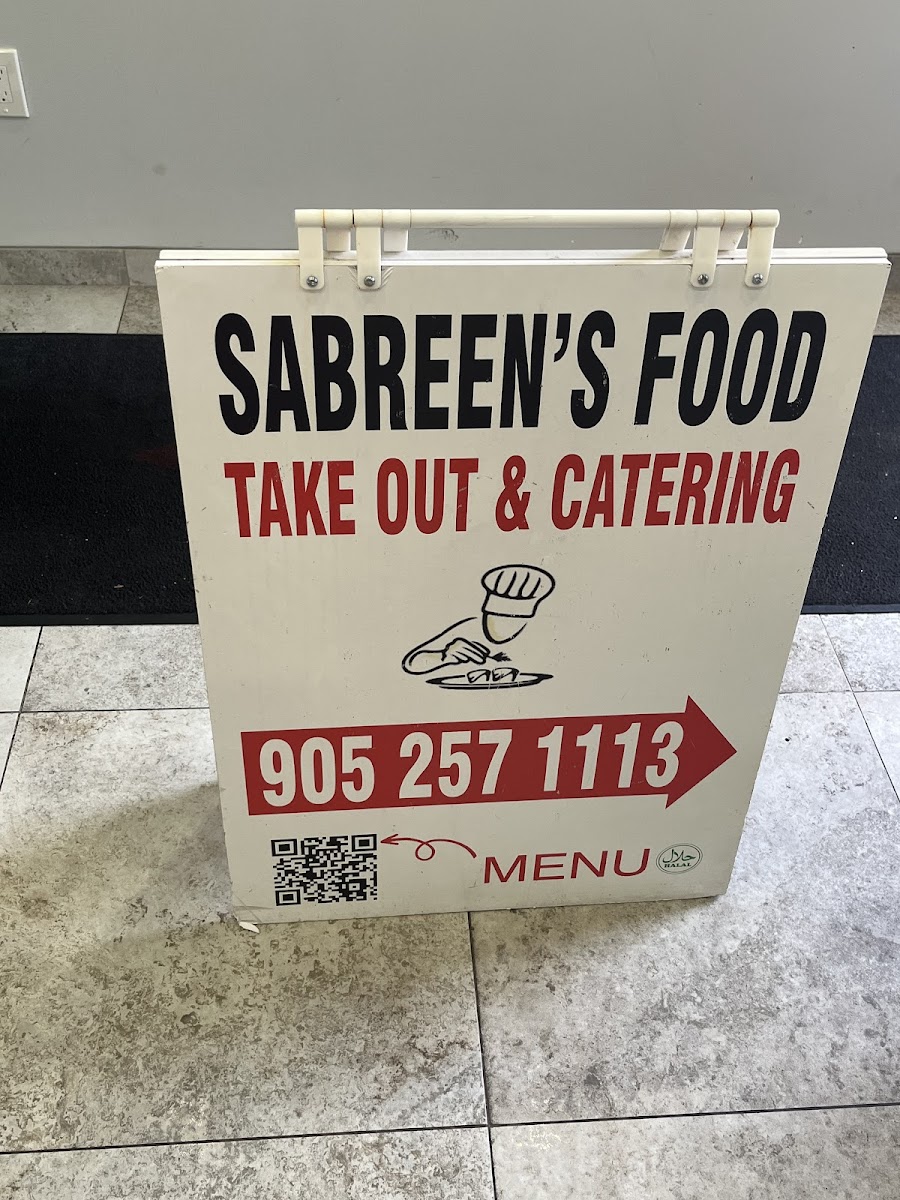 SABREEN'S FOOD
TAKE OUT & CATERING
905 257 1113
MENU
حلال
HALAL